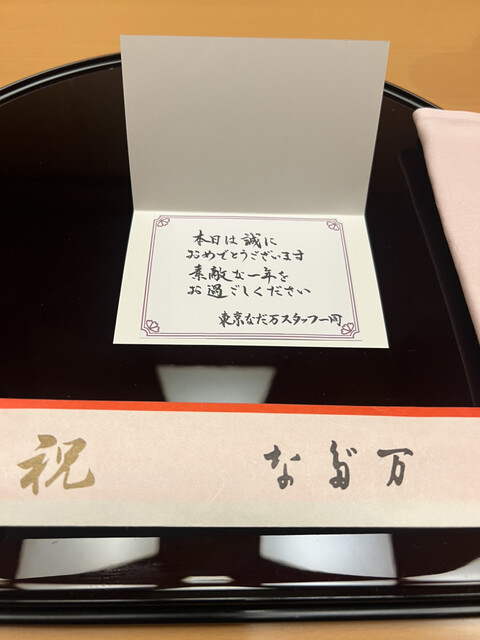 本日は誠に
おめでとうございます
素敵な一年を
お過ごしください
東京なだ万スタッフ一同
祝
なだ万